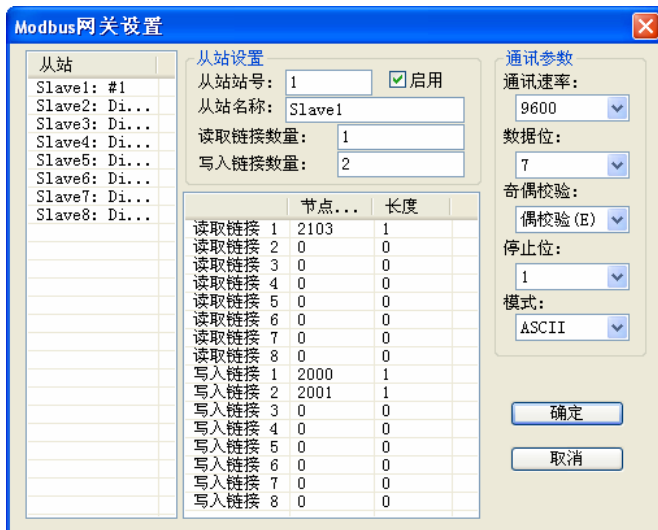 Modbus网关设置
从站
Slave1: #1
Slave2: Di...
Slave3: Di...
Slave4: Di...
Slave5: Di...
Slave6: Di...
Slave7: Di...
Slave8: Di...
从站设置
从站站号: 1 启用
从站名称: Slave1
读取链接数量: 1
写入链接数量: 2
节点... 长度
读取链接 1 2103 1
读取链接 2 0 0
读取链接 3 0 0
读取链接 4 0 0
读取链接 5 0 0
读取链接 6 0 0
读取链接 7 0 0
读取链接 8 0 0
写入链接 1 2000 1
写入链接 2 2001 1
写入链接 3 0 0
写入链接 4 0 0
写入链接 5 0 0
写入链接 6 0 0
写入链接 7 0 0
写入链接 8 0 0
通讯参数
通讯速率:
9600
数据位:
7
奇偶校验:
偶校验(E)
停止位:
1
模式:
ASCII
确定
取消